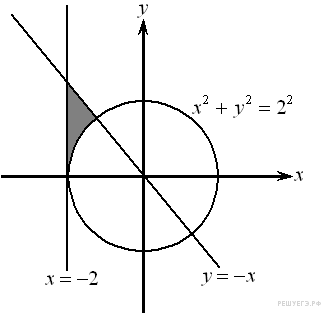 y
x² + y² = 2²
x
x = −2
y = −x
РЕШУЕГЭ.РФ